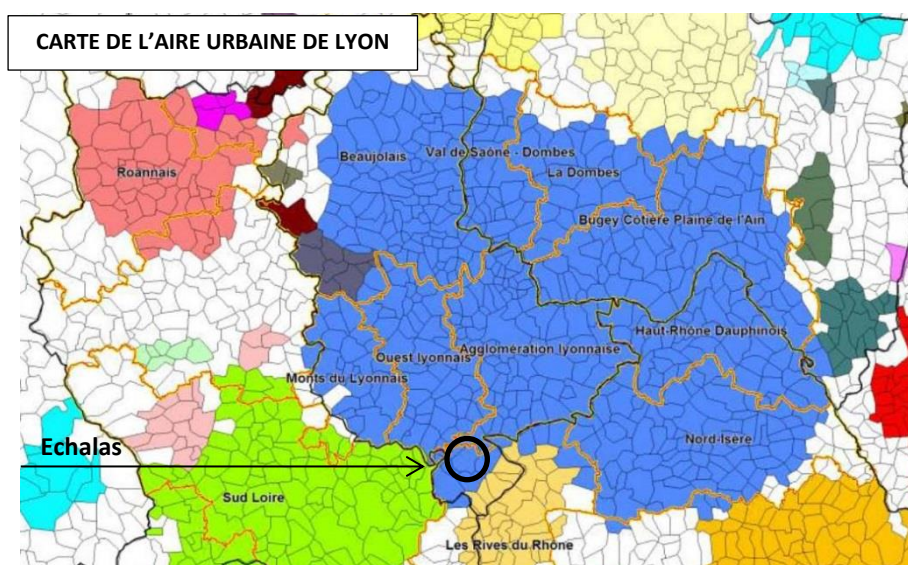 CARTE DE L'AIRE URBAINE DE LYON
Beaujolais
Val de Saône - Dombes
Roannais
La Dombes
Bugey Cotière Plaine de l'Ain
Haut-Rhône Dauphinois
Agglomération lyonnaise
Ouest lyonnais
Monts du Lyonnais
Nord-Isère
Echalas
Sud Loire
Les Rives du Rhône